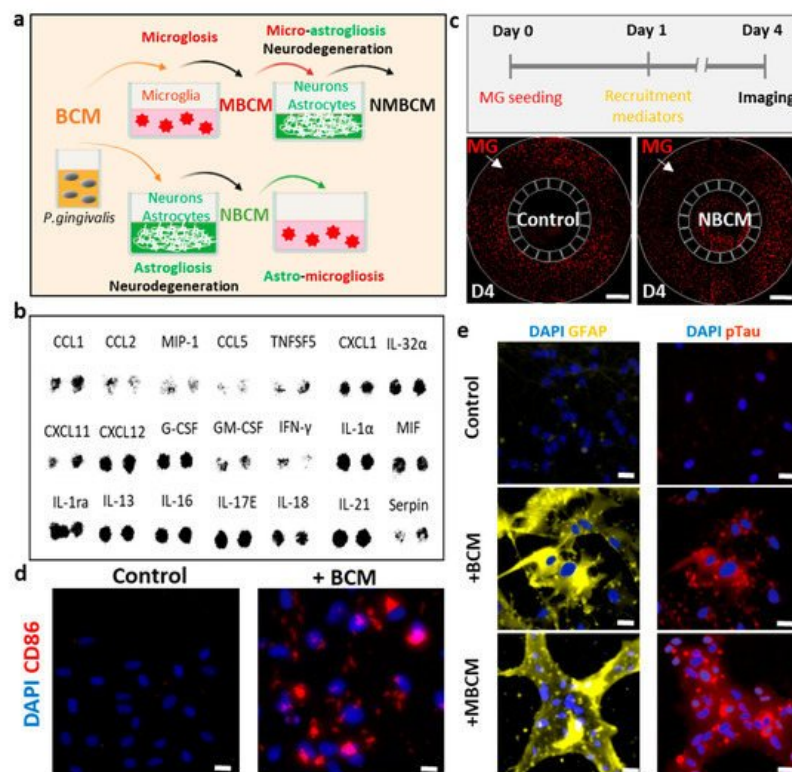 a
Microgliosis
Micro-astrogliosis
Neurodegeneration
Microglia
Neurons
Astrocytes
BCM
MBCM
NMBCM
P.gingivalis
Neurons
Astrocytes
NBCM
Astrogliosis
Neurodegeneration
Astro-microgliosis
b
CCL1 CCL2 MIP-1 CCL5 TNFSF5 CXCL1 IL-32α
CXCL11 CXCL12 G-CSF GM-CSF IFN-γ IL-1α MIF
IL-1ra IL-13 IL-16 IL-17E IL-18 IL-21 Serpin
c
Day 0 Day 1 Day 4
MG seeding Recruitment mediators Imaging
MG MG
Control NBCM
D4 D4
d
Control + BCM
DAPI CD86
e
DAPI GFAP DAPI pTau
Control
+BCM
+MBCM